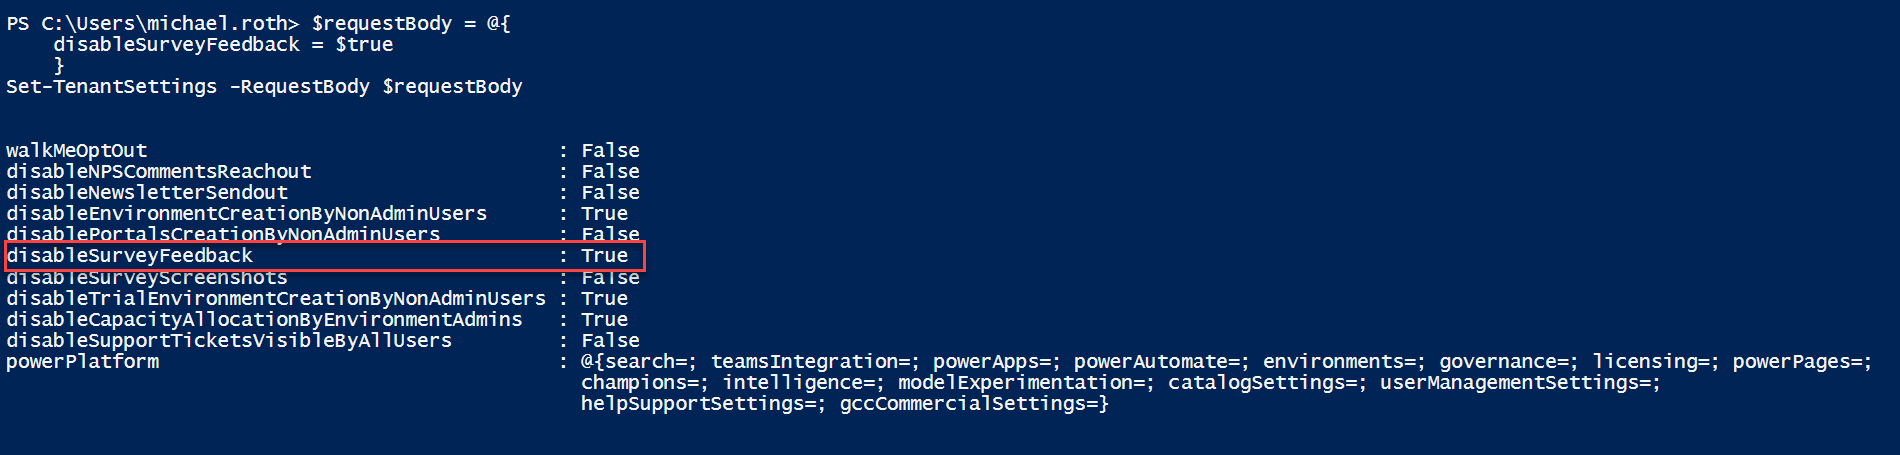 PS C:\Users\michael.roth> $requestBody = @{
    disableSurveyFeedback = $true
    }
Set-TenantSettings -RequestBody $requestBody
walkMeOptOut                                   : False
disableNPSCommentsReachout                     : False
disableNewsletterSendout                       : False
disableEnvironmentCreationByNonAdminUsers      : True
disablePortalsCreationByNonAdminUsers          : False
disableSurveyFeedback                          : True
disableSurveyScreenshots                       : False
disableTrialEnvironmentCreationByNonAdminUsers : True
disableCapacityAllocationByEnvironmentAdmins   : True
disableSupportTicketsVisibleByAllUsers         : False
powerPlatform                                  : @{search=; teamsIntegration=; powerApps=; powerAutomate=; environments=; governance=; licensing=; powerPages=;
                                                 champions=; intelligence=; modelExperimentation=; catalogSettings=; userManagementSettings=;
                                                 helpSupportSettings=; gccCommercialSettings=}